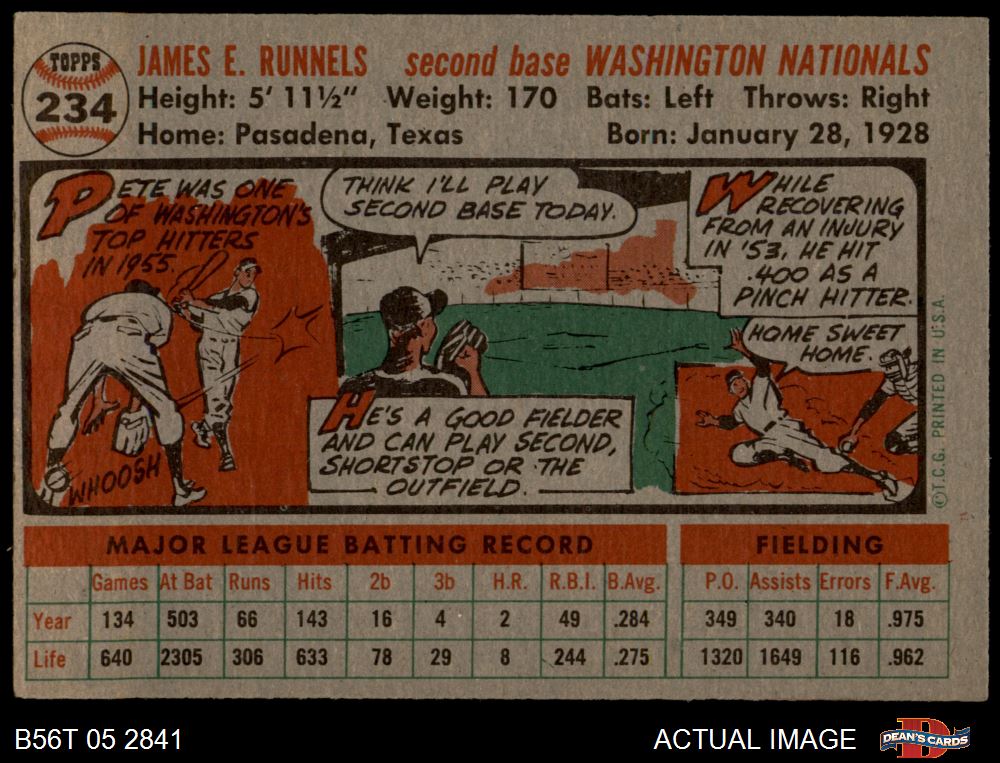 TOPPS
234
JAMES E. RUNNELS second base WASHINGTON NATIONALS
Height: 5' 11½" Weight: 170 Bats: Left Throws: Right
Home: Pasadena, Texas Born: January 28, 1928
PETE WAS ONE
OF WASHINGTON'S
TOP HITTERS
IN 1955.
WHOOSH
THINK I'LL PLAY
SECOND BASE TODAY.
HE'S A GOOD FIELDER
AND CAN PLAY SECOND,
SHORTSTOP OR THE
OUTFIELD.
WHILE
RECOVERING
FROM AN INJURY
IN '53, HE HIT
.400 AS A
PINCH HITTER.
HOME SWEET
HOME.
©T.C.G. PRINTED IN U.S.A.
MAJOR LEAGUE BATTING RECORD FIELDING
Games At Bat Runs Hits 2b 3b H.R. R.B.I. B.Avg. P.O. Assists Errors F.Avg.
Year 134 503 66 143 16 4 2 49 .284 349 340 18 .975
Life 640 2305 306 633 78 29 8 244 .275 1320 1649 116 .962
B56T 05 2841 ACTUAL IMAGE DEAN'S CARDS